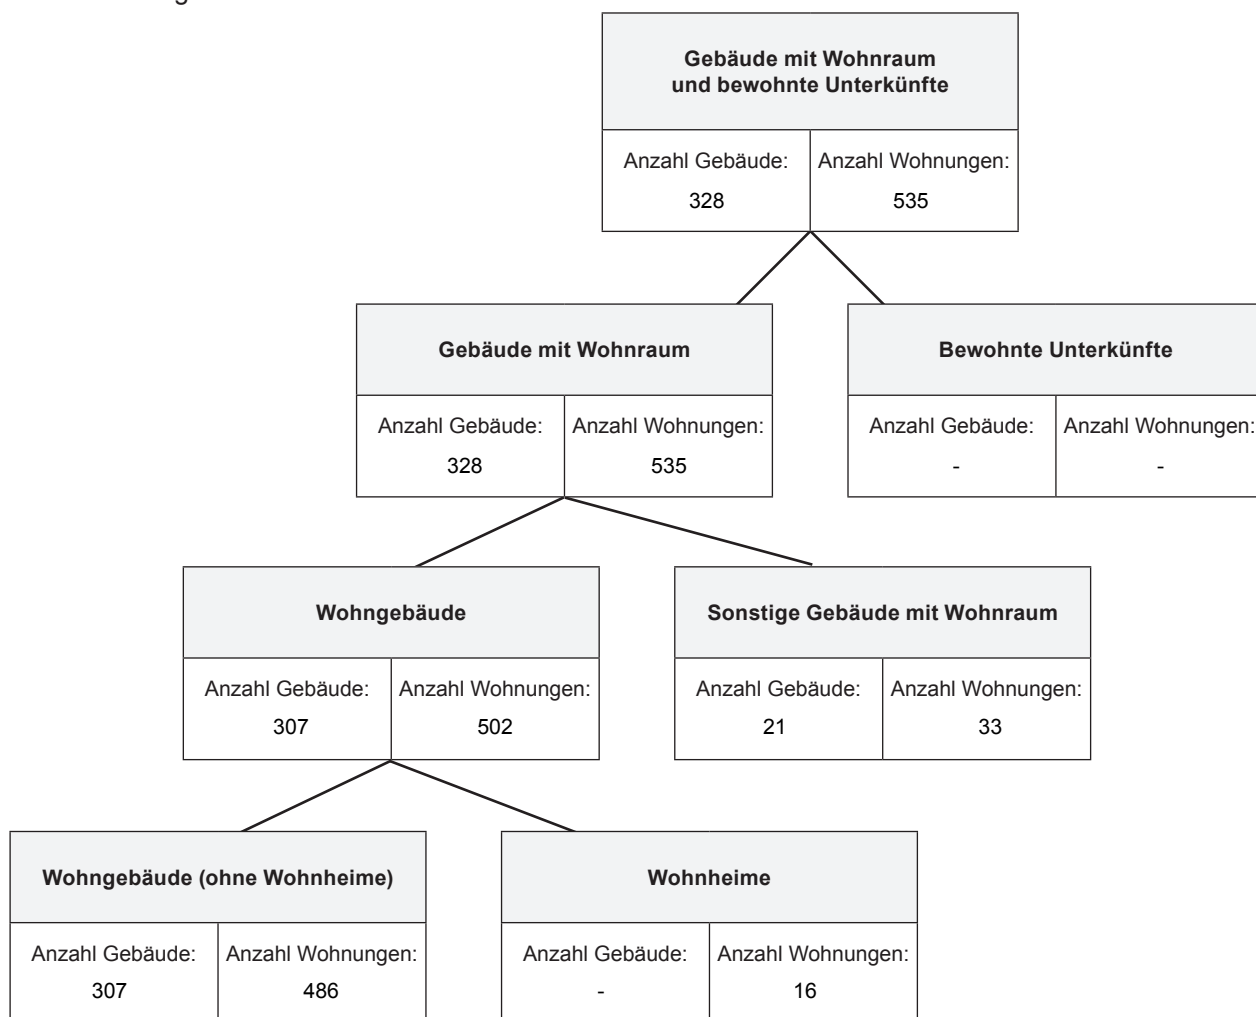 Gebäude mit Wohnraum
und bewohnte Unterkünfte
Anzahl Gebäude: Anzahl Wohnungen:
328 535
Gebäude mit Wohnraum
Anzahl Gebäude: Anzahl Wohnungen:
328 535
Bewohnte Unterkünfte
Anzahl Gebäude: Anzahl Wohnungen:
- -
Wohngebäude
Anzahl Gebäude: Anzahl Wohnungen:
307 502
Sonstige Gebäude mit Wohnraum
Anzahl Gebäude: Anzahl Wohnungen:
21 33
Wohngebäude (ohne Wohnheime)
Anzahl Gebäude: Anzahl Wohnungen:
307 486
Wohnheime
Anzahl Gebäude: Anzahl Wohnungen:
- 16